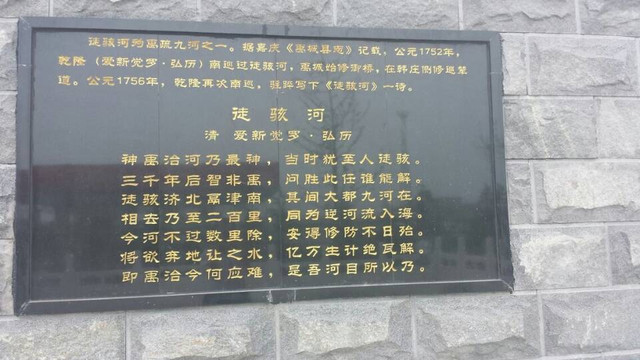 徒骇河为禹疏九河之一。据嘉庆《禹城县志》记载，公元1752年，
乾隆（爱新觉罗·弘历）南巡过徒骇河，禹城始修御桥，在韩庄侧修巡辇
道。公元1756年，乾隆再次南巡，驻跸写下《徒骇河》一诗。
徒骇河
清 爱新觉罗·弘历
神禹治河乃最神，当时犹至人徒骇。
三千年后智非禹，问胜此任谁能解。
徒骇济北鬲津南，其间大都九河在。
相去乃至二百里，同为逆河流入海。
今河不过数里除，安得修防不日殆。
将欲弃地让之水，亿万生计绝瓦解。
即禹治今何应难，是吾河目所以乃。